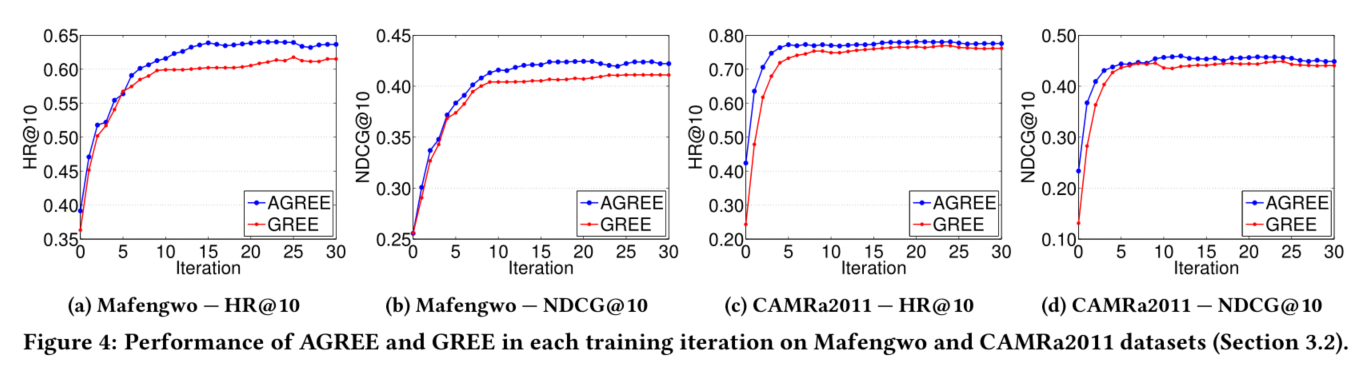 0.65
0.60
0.55
0.50
0.45
0.40
0.35
HR@10
0 5 10 15 20 25 30
Iteration
AGREE
GREE
0.45
0.40
0.35
0.30
0.25
NDCG@10
0 5 10 15 20 25 30
Iteration
AGREE
GREE
0.80
0.70
0.60
0.50
0.40
0.30
0.20
HR@10
0 5 10 15 20 25 30
Iteration
AGREE
GREE
0.50
0.40
0.30
0.20
0.10
NDCG@10
0 5 10 15 20 25 30
Iteration
AGREE
GREE
(a) Mafengwo — HR@10
(b) Mafengwo — NDCG@10
(c) CAMRa2011 — HR@10
(d) CAMRa2011 — NDCG@10
Figure 4: Performance of AGREE and GREE in each training iteration on Mafengwo and CAMRa2011 datasets (Section 3.2).